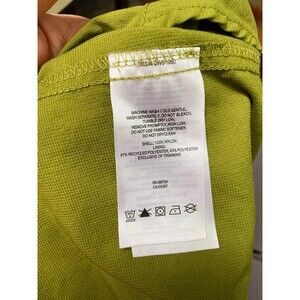 MACHINE WASH COLD GENTLE,
WASH SEPARATELY, DO NOT BLEACH,
TUMBLE DRY LOW,
REMOVE PROMPTLY, IRON LOW,
DO NOT USE FABRIC SOFTENER,
DO NOT DRYCLEAN
SHELL: 100% NYLON
LINING:
57% RECYCLED POLYESTER, 43% POLYESTER
EXCLUSIVE OF TRIMMING